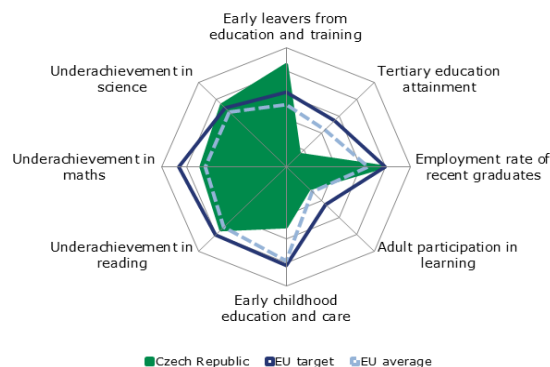 Early leavers from
education and training
Underachievement in
science
Tertiary education
attainment
Underachievement in
maths
Employment rate of
recent graduates
Underachievement in
reading
Adult participation in
learning
Early childhood
education and care
Czech Republic
EU target
EU average